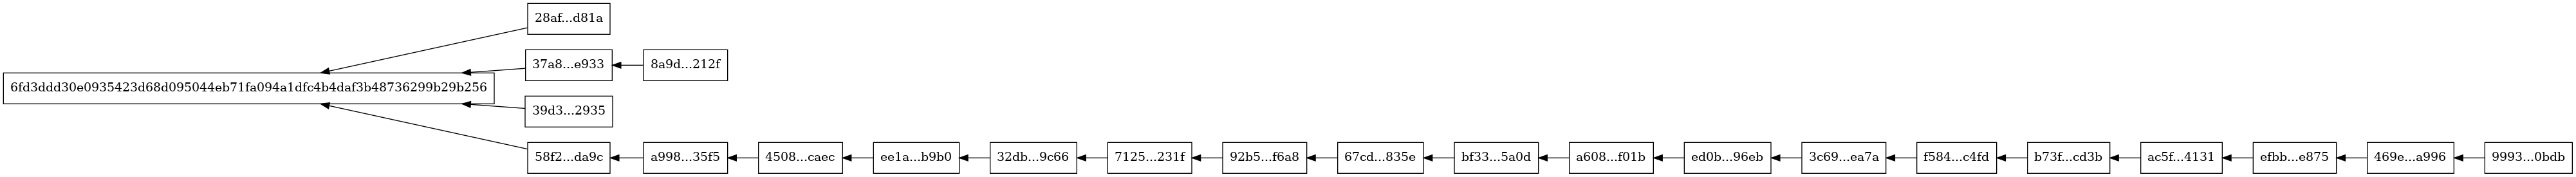 28af...d81a
37a8...e933
8a9d...212f
6fd3ddd30e0935423d68d095044eb71fa094a1dfc4b4daf3b48736299b29b256
39d3...2935
58f2...da9c
a998...35f5
4508...caec
ee1a...b9b0
32db...9c66
7125...231f
92b5...f6a8
67cd...835e
bf33...5a0d
a608...f01b
ed0b...96eb
3c69...ea7a
f584...c4fd
b73f...cd3b
ac5f...4131
efbb...e875
469e...a996
9993...0bdb